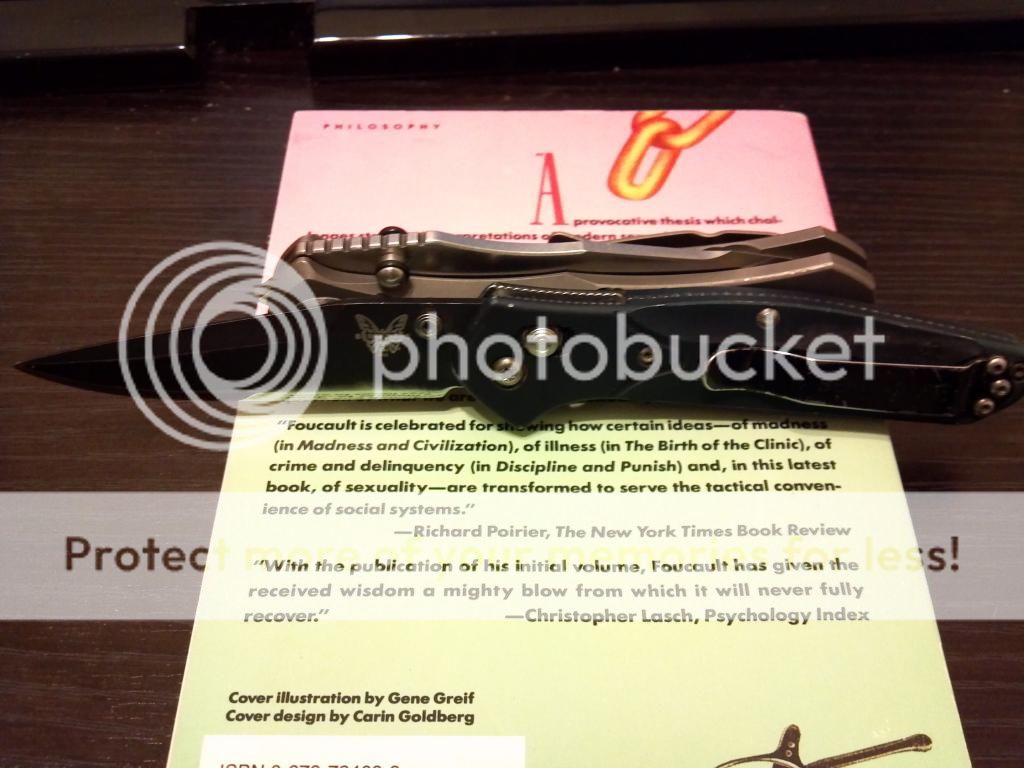 PHILOSOPHY
A provocative thesis which chal-
pretations of modern
photobucket
"Foucault is celebrated for showing how certain ideas—of madness
(in Madness and Civilization), of illness (in The Birth of the Clinic), of
crime and delinquency (in Discipline and Punish) and, in this latest
book, of sexuality—are transformed to serve the tactical conven-
ience of social systems."
—Richard Poirier, The New York Times Book Review
Protect more of your memories for less!
"With the publication of his initial volume, Foucault has given the
received wisdom a mighty blow from which it will never fully
recover."
—Christopher Lasch, Psychology Index
Cover illustration by Gene Greif
Cover design by Carin Goldberg